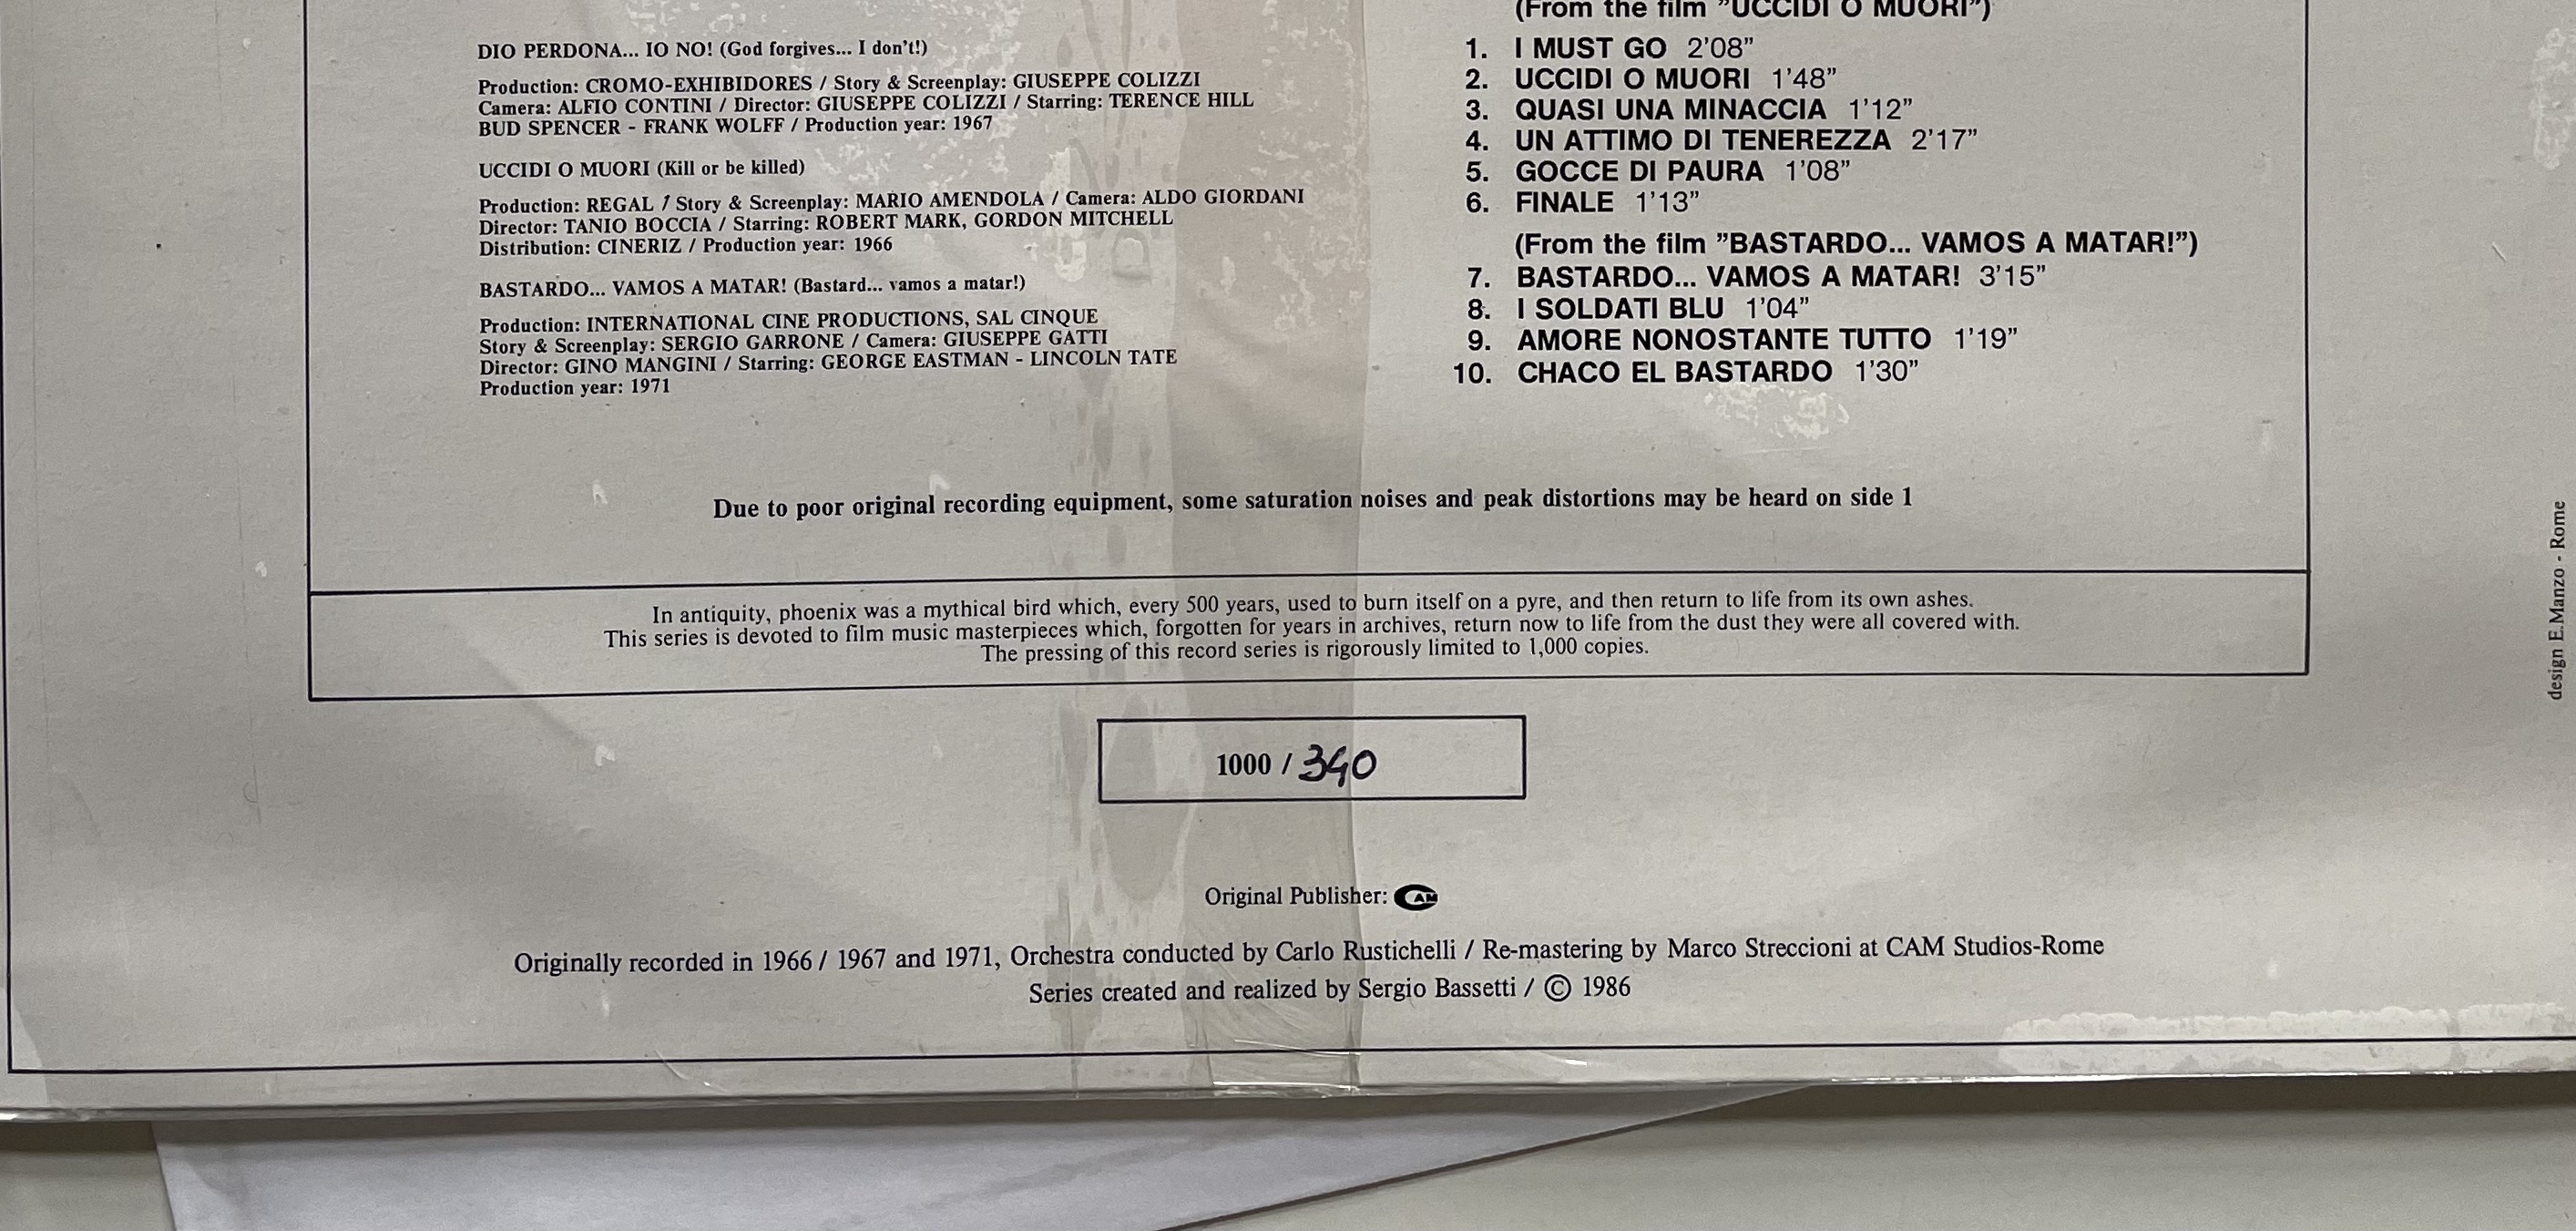 DIO PERDONA... IO NO! (God forgives... I don't!)
Production: CROMO-EXHIBIDORES / Story & Screenplay: GIUSEPPE COLIZZI
Camera: ALFIO CONTINI / Director: GIUSEPPE COLIZZI / Starring: TERENCE HILL
BUD SPENCER - FRANK WOLFF / Production year: 1967
UCCIDI O MUORI (Kill or be killed)
Production: REGAL / Story & Screenplay: MARIO AMENDOLA / Camera: ALDO GIORDANI
Director: TANIO BOCCIA / Starring: ROBERT MARK, GORDON MITCHELL
Distribution: CINERIZ / Production year: 1966
BASTARDO... VAMOS A MATAR! (Bastard... vamos a matar!)
Production: INTERNATIONAL CINE PRODUCTIONS, SAL CINQUE
Story & Screenplay: SERGIO GARRONE / Camera: GIUSEPPE GATTI
Director: GINO MANGINI / Starring: GEORGE EASTMAN - LINCOLN TATE
Production year: 1971
(From the film "UCCIDI O MUORI")
1. I MUST GO 2'08"
2. UCCIDI O MUORI 1'48"
3. QUASI UNA MINACCIA 1'12"
4. UN ATTIMO DI TENEREZZA 2'17"
5. GOCCE DI PAURA 1'08"
6. FINALE 1'13"
(From the film "BASTARDO... VAMOS A MATAR!")
7. BASTARDO... VAMOS A MATAR! 3'15"
8. I SOLDATI BLU 1'04"
9. AMORE NONOSTANTE TUTTO 1'19"
10. CHACO EL BASTARDO 1'30"
Due to poor original recording equipment, some saturation noises and peak distortions may be heard on side 1
In antiquity, phoenix was a mythical bird which, every 500 years, used to burn itself on a pyre, and then return to life from its own ashes.
This series is devoted to film music masterpieces which, forgotten for years in archives, return now to life from the dust they were all covered with.
The pressing of this record series is rigorously limited to 1,000 copies.
1000 / 340
Original Publisher: CAM
Originally recorded in 1966 / 1967 and 1971, Orchestra conducted by Carlo Rustichelli / Re-mastering by Marco Streccioni at CAM Studios-Rome
Series created and realized by Sergio Bassetti / © 1986
design E.Manzo - Rome